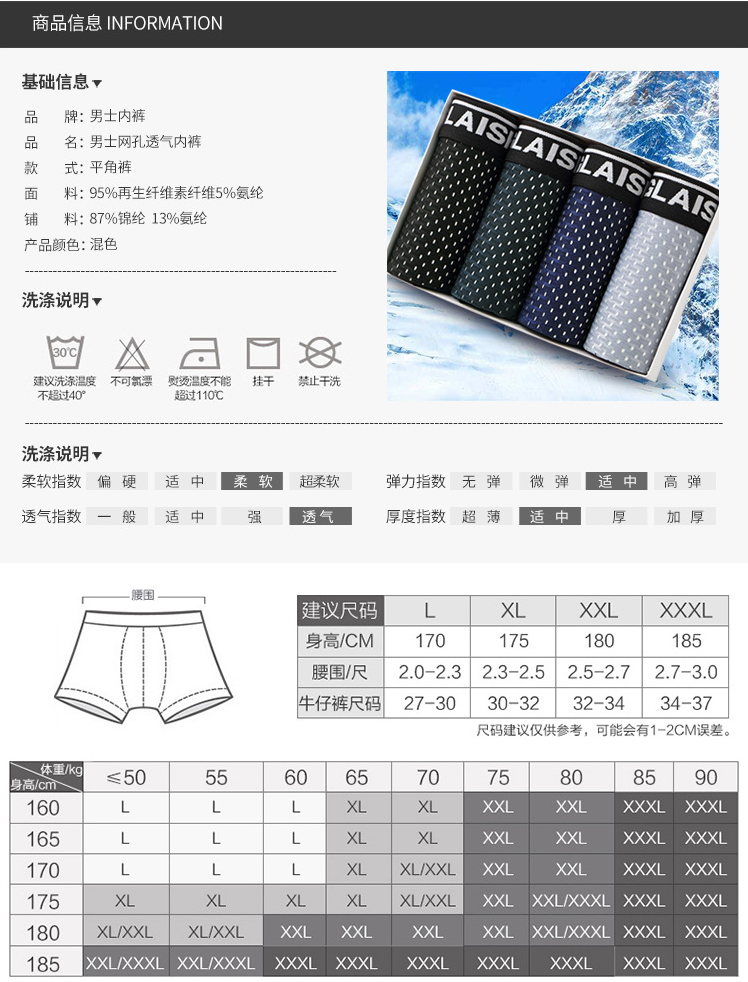 商品信息 INFORMATION
基础信息
品 牌: 男士内裤
品 名: 男士网孔透气内裤
款 式: 平角裤
面 料: 95%再生纤维素纤维5%氨纶
铺 料: 87%锦纶 13%氨纶
产品颜色: 混色
LAIS LAIS LAIS GLAIS
洗涤说明
30℃
建议洗涤温度 不可氯漂 熨烫温度不能 挂干 禁止干洗
不超过40° 超过110℃
洗涤说明
柔软指数 偏 硬 适 中 柔 软 超柔软 弹力指数 无 弹 微 弹 适 中 高 弹
透气指数 一 般 适 中 强 透气 厚度指数 超 薄 适 中 厚 加 厚
腰围
建议尺码 L XL XXL XXXL
身高/CM 170 175 180 185
腰围/尺 2.0-2.3 2.3-2.5 2.5-2.7 2.7-3.0
牛仔裤尺码 27-30 30-32 32-34 34-37
尺码建议仅供参考，可能会有1-2CM误差。
体重/kg 身高/cm ≤50 55 60 65 70 75 80 85 90
160 L L L XL XL XXL XXL XXXL XXXL
165 L L L XL XL XXL XXL XXXL XXXL
170 L L L XL XL/XXL XXL XXL XXXL XXXL
175 XL XL XL XL XL/XXL XXL XXL/XXXL XXXL XXXL
180 XL/XXL XL/XXL XXL XXL XXL XXL XXL/XXXL XXXL XXXL
185 XXL/XXXL XXL/XXXL XXXL XXXL XXXL XXXL XXXL XXXL XXXL